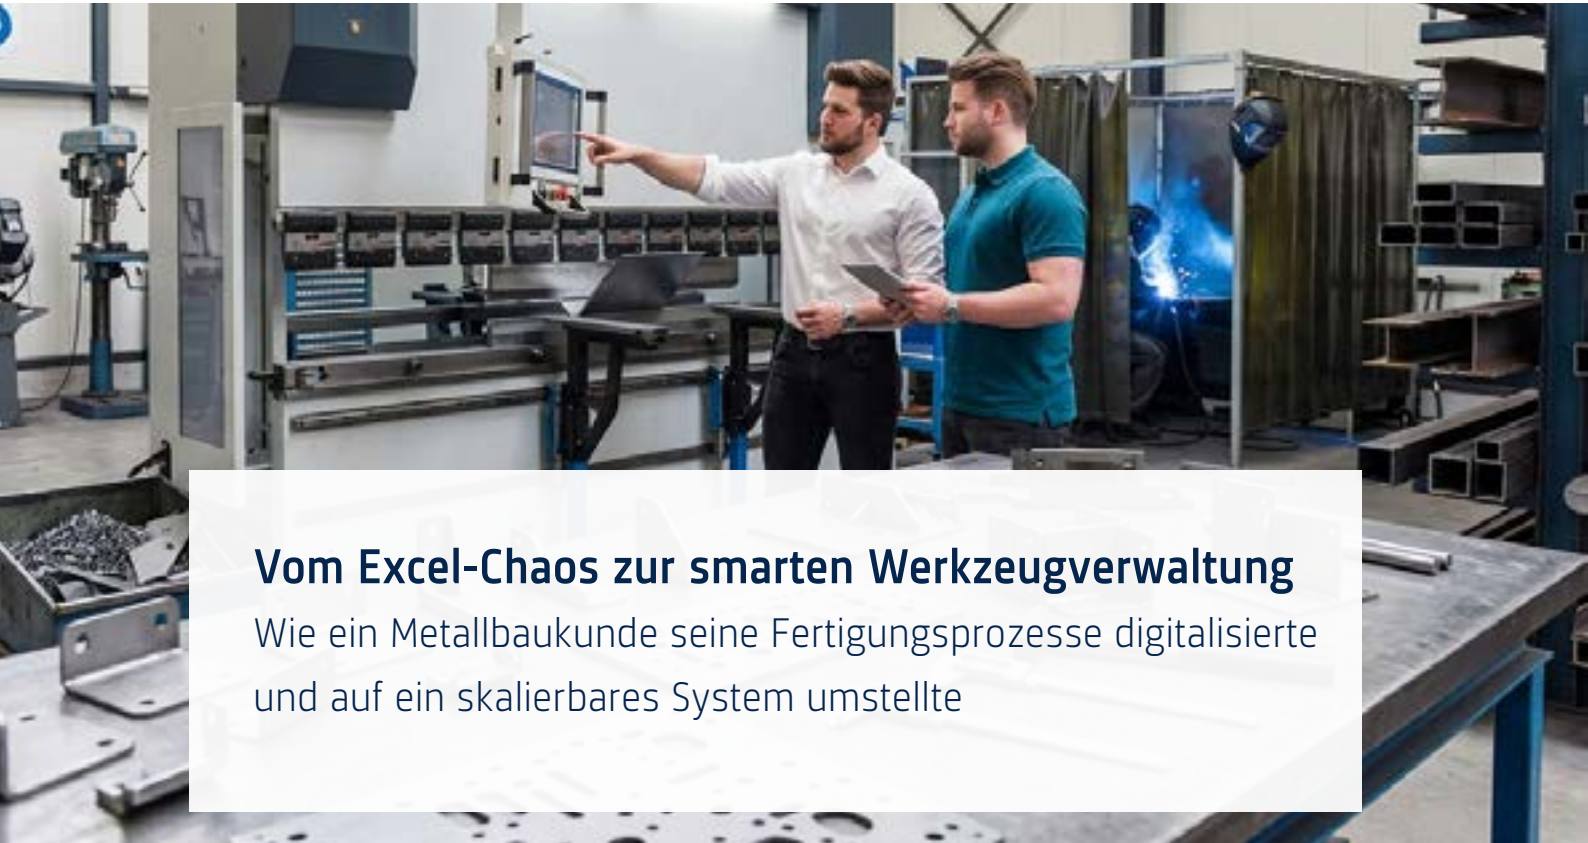 Vom Excel-Chaos zur smarten Werkzeugverwaltung
Wie ein Metallbaukunde seine Fertigungsprozesse digitalisierte
und auf ein skalierbares System umstellte